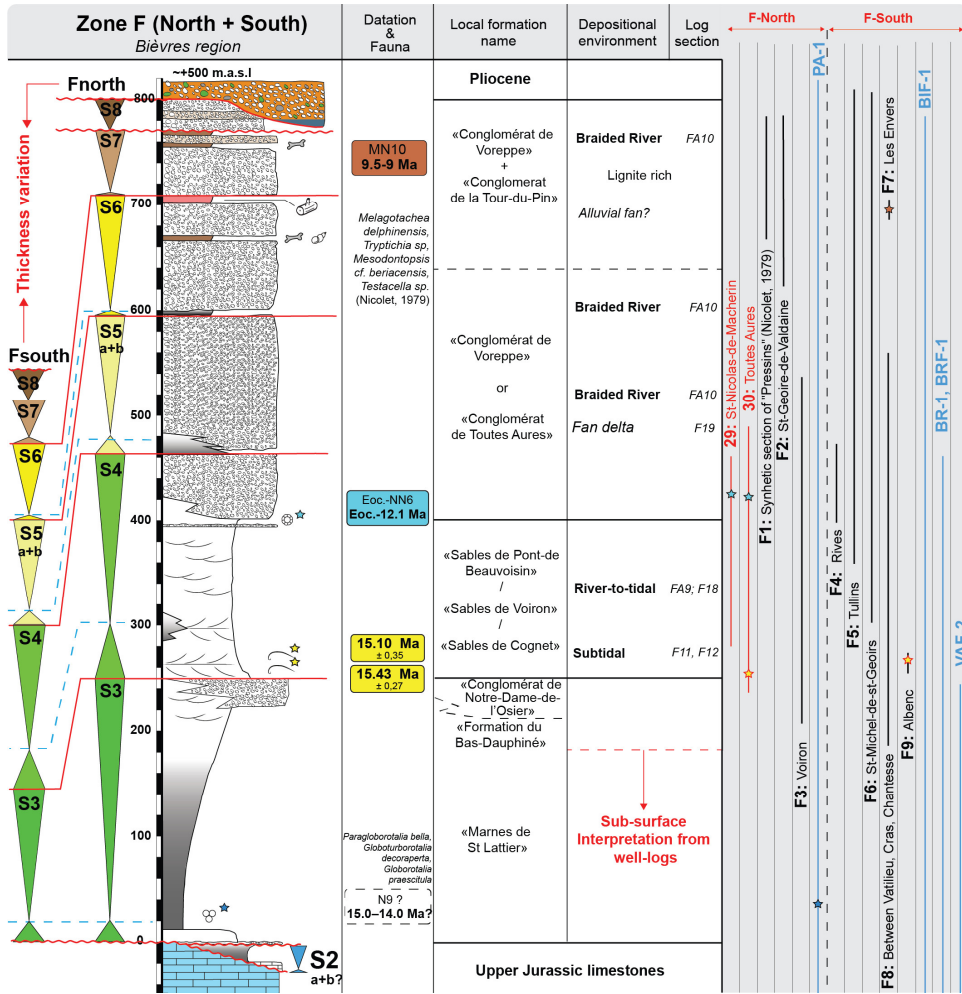 Zone F (North + South)
Bièvres region
Datation
&
Fauna
Local formation
name
Depositional
environment
Log
section
F-North
F-South
~+500 m.a.s.l
Fnorth
Thickness variation
Fsouth
S8
S7
S6
S5
a+b
S4
S3
S8
S7
S6
S5
a+b
S4
S3
800
700
600
500
400
300
200
100
0
S2
a+b?
MN10
9.5-9 Ma
Melagotachea
delphinensis,
Tryptichia sp,
Mesodontopsis
cf. beriacensis,
Testacella sp.
(Nicolet, 1979)
Eoc.-NN6
Eoc.-12.1 Ma
15.10 Ma
± 0,35
15.43 Ma
± 0,27
Paragloborotalia bella,
Globoturborotalia
decoraperta,
Globorotalia
praescitula
N9 ?
15.0–14.0 Ma?
Pliocene
«Conglomérat de
Voreppe»
+
«Conglomerat
de la Tour-du-Pin»
«Conglomérat de
Voreppe»
or
«Conglomérat
de Toutes Aures»
«Sables de Pont-de
Beauvoisin»
/
«Sables de Voiron»
/
«Sables de Cognet»
«Conglomérat de
Notre-Dame-de-
l'Osier»
«Formation du
Bas-Dauphiné»
«Marnes de
St Lattier»
Upper Jurassic limestones
Braided River
FA10
Lignite rich
Alluvial fan?
Braided River
FA10
Braided River
FA10
Fan delta
F19
River-to-tidal
FA9; F18
Subtidal
F11, F12
Sub-surface
Interpretation from
well-logs
29: St-Nicolas-de-Macherin
30: Toutes Aures
F1: Synhetic section of "Pressins" (Nicolet, 1979)
F2: St-Geoire-de-Valdaine
F3: Voiron
PA-1
F4: Rives
F5: Tullins
F6: St-Michel-de-st-Geoirs
F8: Between Vatilieu, Cras, Chantesse
F7: Les Envers
F9: Albenc
BIF-1
BR-1, BRF-1
VAF-2